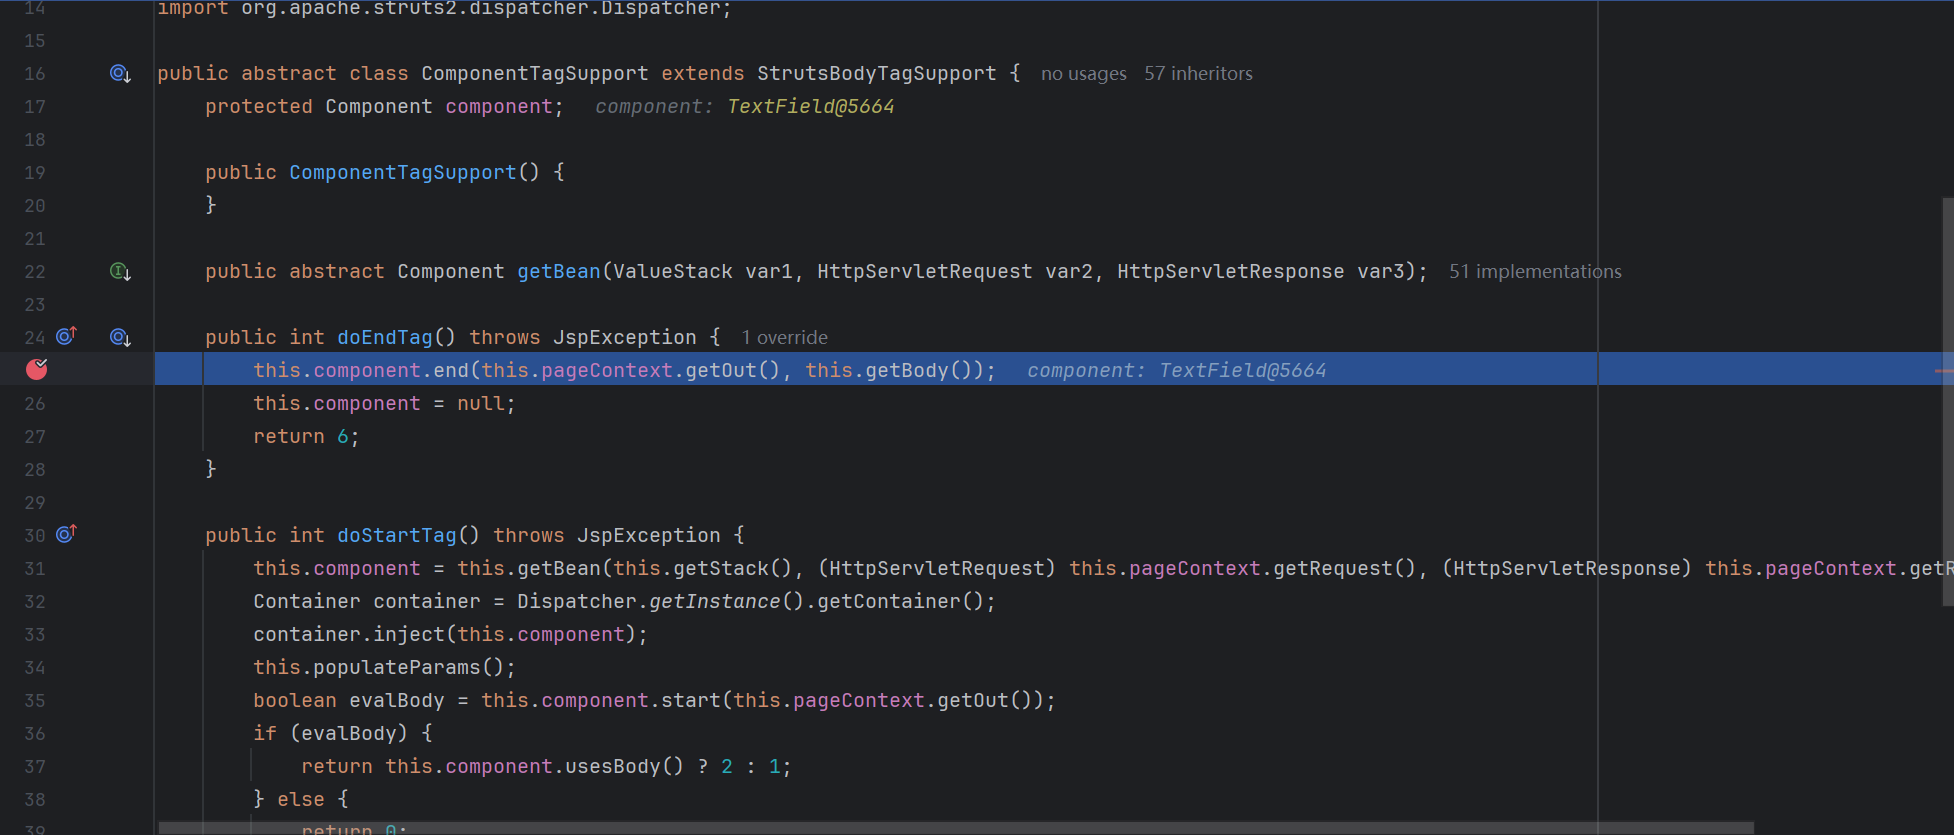 14 import org.apache.struts2.dispatcher.Dispatcher;
15
16 public abstract class ComponentTagSupport extends StrutsBodyTagSupport { no usages 57 inheritors
17 protected Component component; component: TextField@5664
18
19 public ComponentTagSupport() {
20 }
21
22 public abstract Component getBean(ValueStack var1, HttpServletRequest var2, HttpServletResponse var3); 51 implementations
23
24 public int doEndTag() throws JspException { 1 override
this.component.end(this.pageContext.getOut(), this.getBody()); component: TextField@5664
26 this.component = null;
27 return 6;
28 }
29
30 public int doStartTag() throws JspException {
31 this.component = this.getBean(this.getStack(), (HttpServletRequest) this.pageContext.getRequest(), (HttpServletResponse) this.pageContext.getR
32 Container container = Dispatcher.getInstance().getContainer();
33 container.inject(this.component);
34 this.populateParams();
35 boolean evalBody = this.component.start(this.pageContext.getOut());
36 if (evalBody) {
37 return this.component.usesBody() ? 2 : 1;
38 } else {
39 return 0;